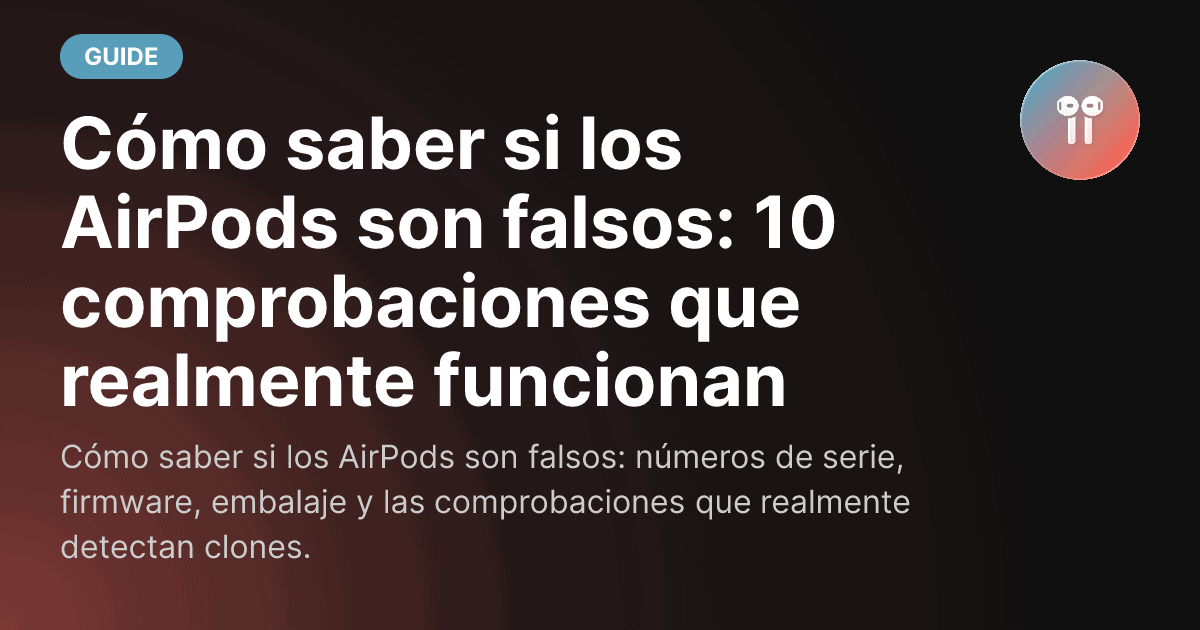 GUIDE
Cómo saber si los
AirPods son falsos: 10
comprobaciones que
realmente funcionan
Cómo saber si los AirPods son falsos: números de serie,
firmware, embalaje y las comprobaciones que realmente
detectan clones.